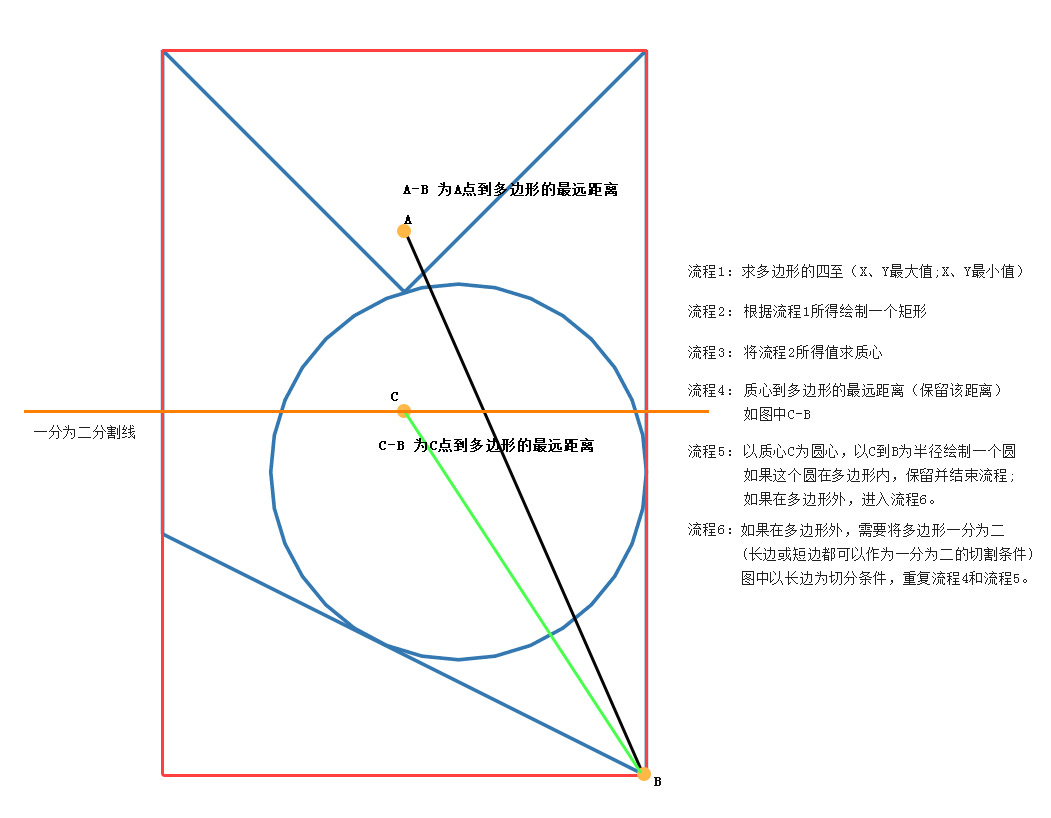 A-B 为A点到多边形的最远距离
A
C
一分为二分割线
C-B 为C点到多边形的最远距离
B
流程1：求多边形的四至（X、Y最大值;X、Y最小值）
流程2：根据流程1所得绘制一个矩形
流程3：将流程2所得值求质心
流程4：质心到多边形的最远距离（保留该距离）
如图中C-B
流程5：以质心C为圆心，以C到B为半径绘制一个圆
如果这个圆在多边形内，保留并结束流程;
如果在多边形外，进入流程6。
流程6：如果在多边形外，需要将多边形一分为二
(长边或短边都可以作为一分为二的切割条件)
图中以长边为切分条件，重复流程4和流程5。